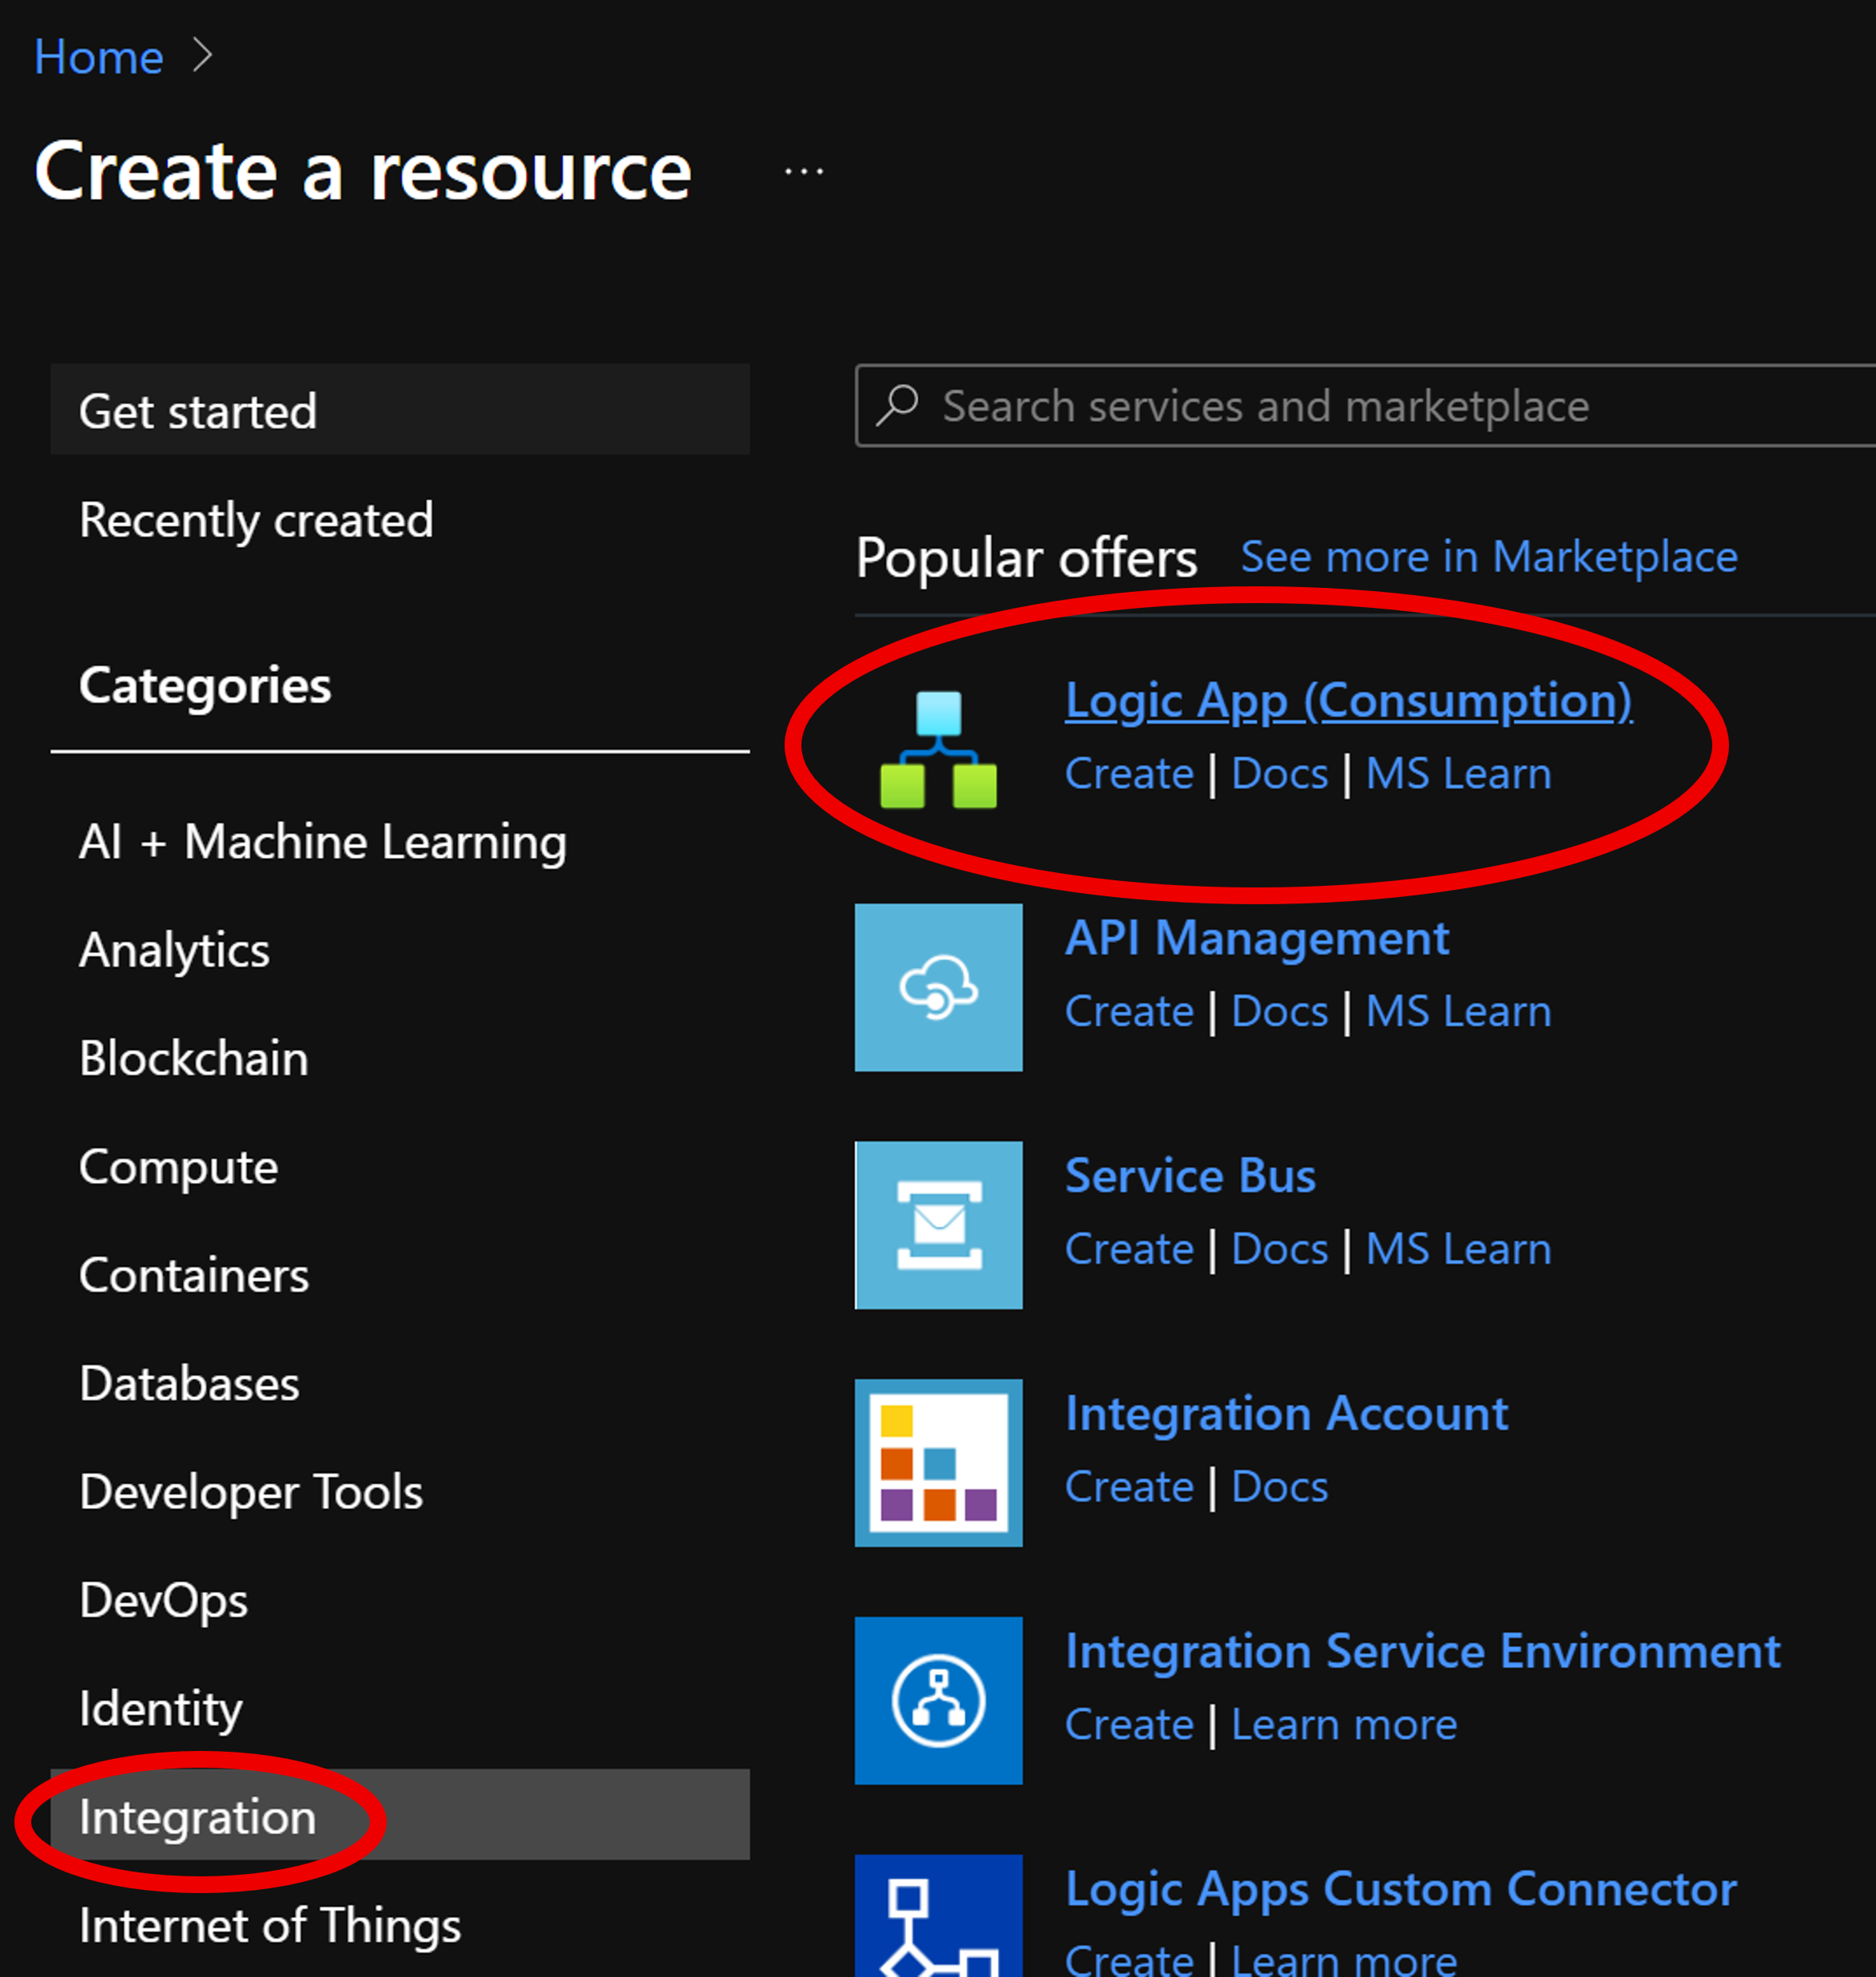 Home
Create a resource ...
Get started
Recently created
Categories
AI + Machine Learning
Analytics
Blockchain
Compute
Containers
Databases
Developer Tools
DevOps
Identity
Integration
Internet of Things
Search services and marketplace
Popular offers See more in Marketplace
Logic App (Consumption)
Create | Docs | MS Learn
API Management
Create | Docs | MS Learn
Service Bus
Create | Docs | MS Learn
Integration Account
Create | Docs
Integration Service Environment
Create | Learn more
Logic Apps Custom Connector
Create | Learn more